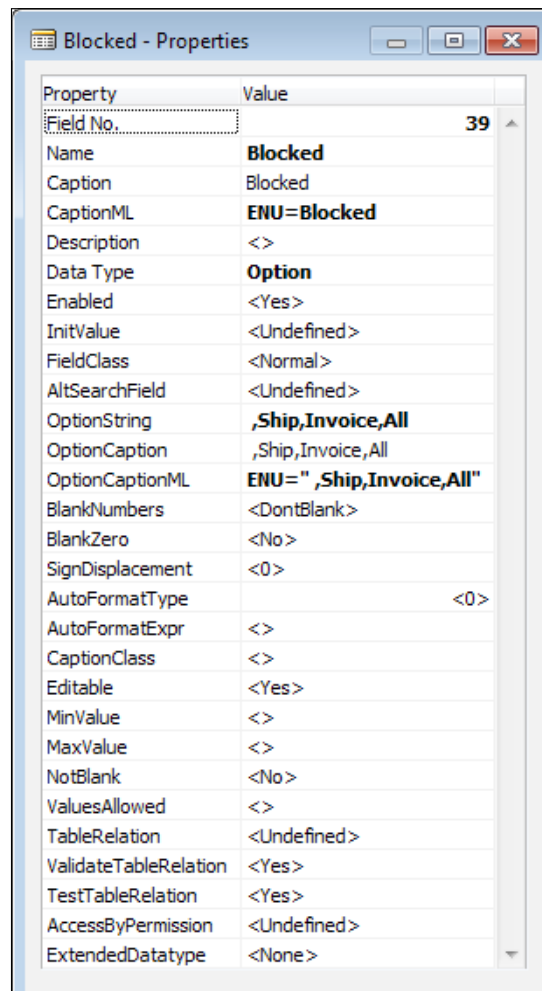 Blocked - Properties
Property Value
Field No. 39
Name Blocked
Caption Blocked
CaptionML ENU=Blocked
Description <>
Data Type Option
Enabled <Yes>
InitValue <Undefined>
FieldClass <Normal>
AltSearchField <Undefined>
OptionString ,Ship,Invoice,All
OptionCaption ,Ship,Invoice,All
OptionCaptionML ENU=" ,Ship,Invoice,All"
BlankNumbers <DontBlank>
BlankZero <No>
SignDisplacement <0>
AutoFormatType <0>
AutoFormatExpr <>
CaptionClass <>
Editable <Yes>
MinValue <>
MaxValue <>
NotBlank <No>
ValuesAllowed <>
TableRelation <Undefined>
ValidateTableRelation <Yes>
TestTableRelation <Yes>
AccessByPermission <Undefined>
ExtendedDatatype <None>